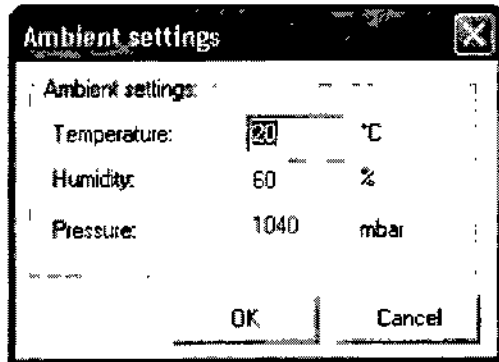 Ambient settings
Ambient settings:
Temperature: 20 °C
Humidity: 60 %
Pressure: 1040 mbar
OK Cancel